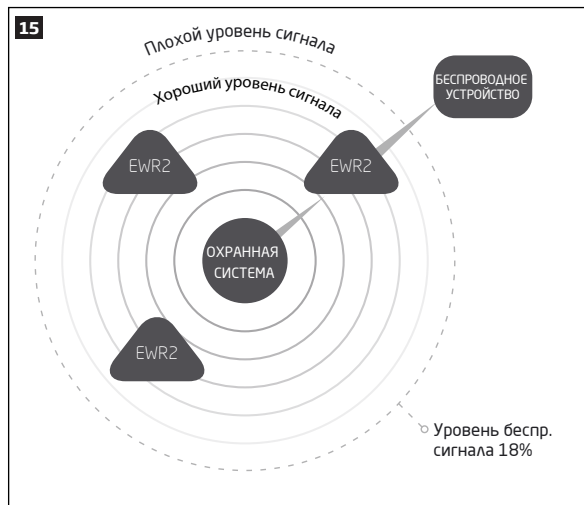 15
Плохой уровень сигнала
Хороший уровень сигнала
БЕСПРОВОДНОЕ
УСТРОЙСТВО
EWR2
EWR2
ОХРАННАЯ
СИСТЕМА
EWR2
Уровень беспр.
сигнала 18%